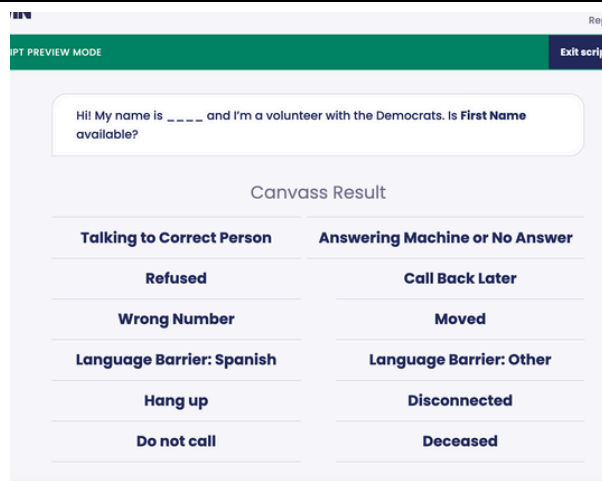 Rep
IPT PREVIEW MODE
Exit scrip
Hi! My name is ____ and I'm a volunteer with the Democrats. Is First Name
available?
Canvass Result
Talking to Correct Person
Answering Machine or No Answer
Refused
Call Back Later
Wrong Number
Moved
Language Barrier: Spanish
Language Barrier: Other
Hang up
Disconnected
Do not call
Deceased